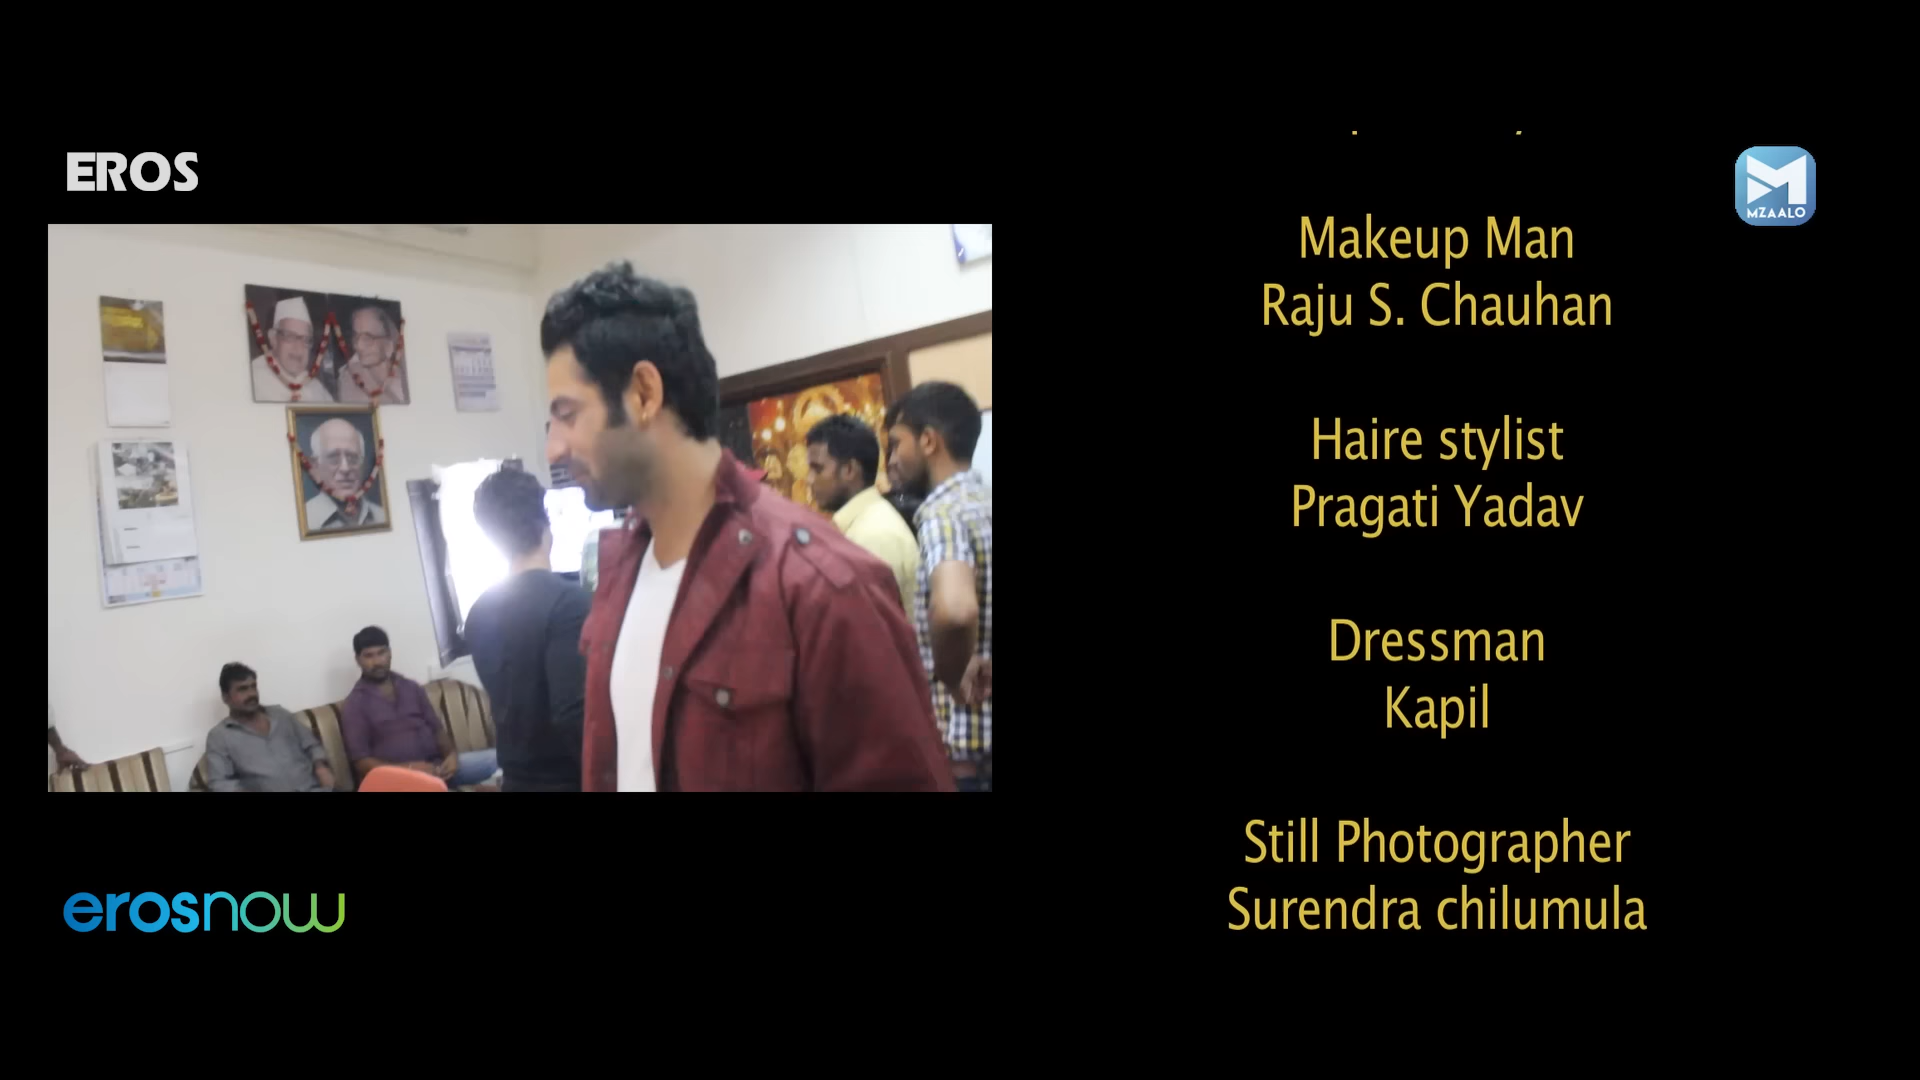 EROS
MZAALO
Makeup Man
Raju S. Chauhan
Haire stylist
Pragati Yadav
Dressman
Kapil
Still Photographer
Surendra chilumula
erosnow